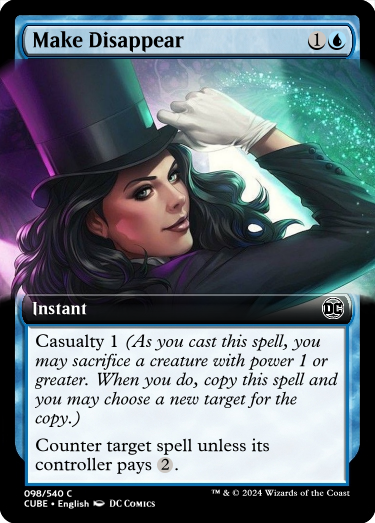 Make Disappear 1
Instant DC
Casualty 1 (As you cast this spell, you
may sacrifice a creature with power 1 or
greater. When you do, copy this spell and
you may choose a new target for the
copy.)
Counter target spell unless its
controller pays 2.
098/540 C
CUBE • English DC COMICS
™ & © 2024 Wizards of the Coast